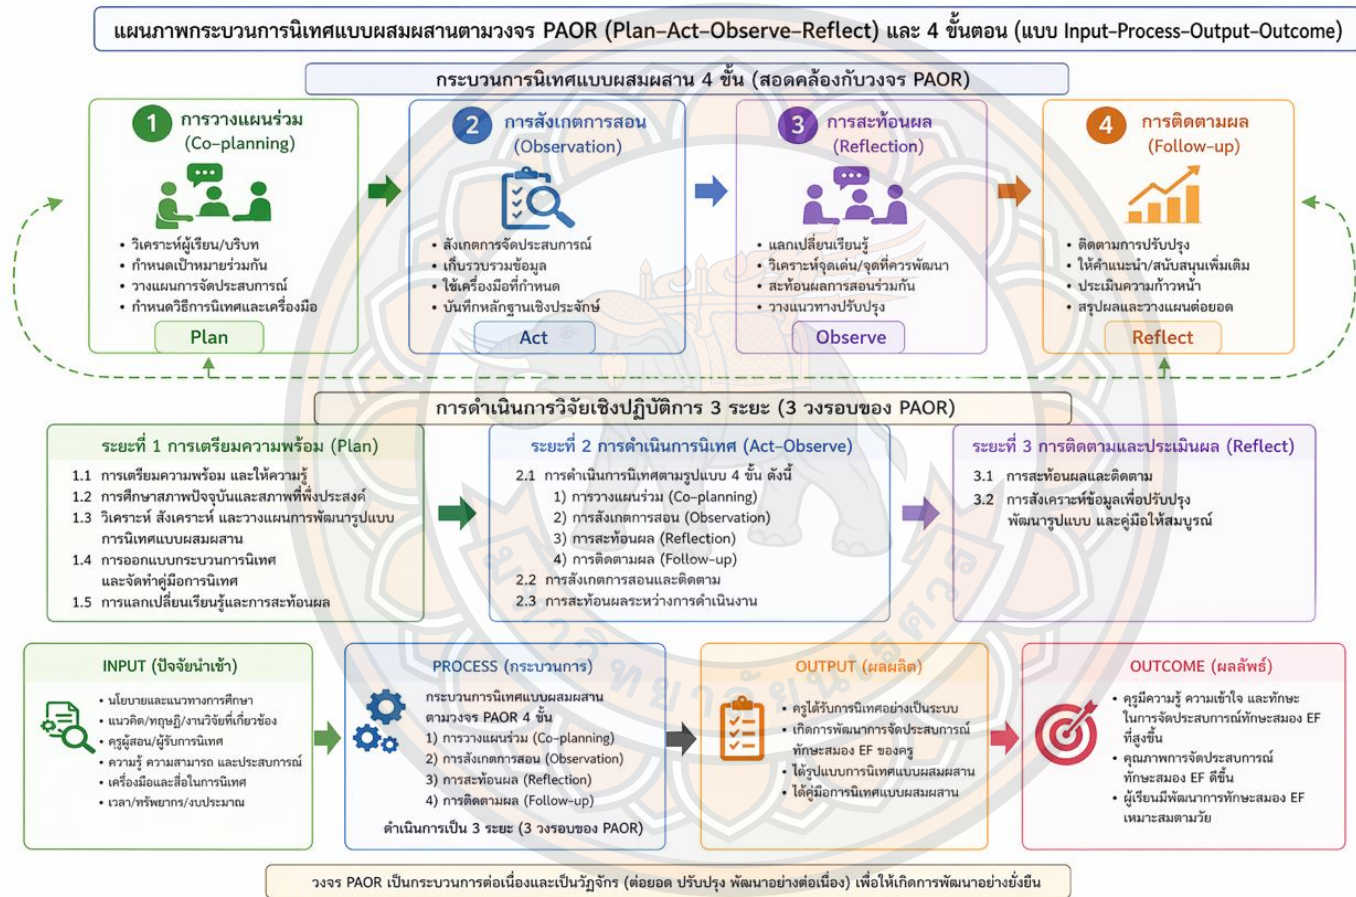 แผนภาพกระบวนการนิเทศแบบผสมผสานตามวงจร PAOR (Plan–Act–Observe–Reflect) และ 4 ขั้นตอน (แบบ Input–Process–Output–Outcome)
กระบวนการนิเทศแบบผสมผสาน 4 ขั้น (สอดคล้องกับวงจร PAOR)
1 การวางแผนร่วม
(Co-planning)
• วิเคราะห์ผู้เรียน/บริบท
• กำหนดเป้าหมายร่วมกัน
• วางแผนการจัดประสบการณ์
• กำหนดวิธีการนิเทศและเครื่องมือ
Plan
2 การสังเกตการสอน
(Observation)
• สังเกตการจัดประสบการณ์
• เก็บรวบรวมข้อมูล
• ใช้เครื่องมือที่กำหนด
• บันทึกหลักฐานเชิงประจักษ์
Act
3 การสะท้อนผล
(Reflection)
• แลกเปลี่ยนเรียนรู้
• วิเคราะห์จุดเด่น/จุดที่ควรพัฒนา
• สะท้อนผลการสอนร่วมกัน
• วางแนวทางปรับปรุง
Observe
4 การติดตามผล
(Follow-up)
• ติดตามการปรับปรุง
• ให้คำแนะนำ/สนับสนุนเพิ่มเติม
• ประเมินความก้าวหน้า
• สรุปผลและวางแผนต่อยอด
Reflect
การดำเนินการวิจัยเชิงปฏิบัติการ 3 ระยะ (3 วงรอบของ PAOR)
ระยะที่ 1 การเตรียมความพร้อม (Plan)
1.1 การเตรียมความพร้อม และให้ความรู้
1.2 การศึกษาสภาพปัจจุบันและสภาพที่พึงประสงค์
1.3 วิเคราะห์ สังเคราะห์ และวางแผนการพัฒนารูปแบบ
การนิเทศแบบผสมผสาน
1.4 การออกแบบกระบวนการนิเทศ
และจัดทำคู่มือการนิเทศ
1.5 การแลกเปลี่ยนเรียนรู้และการสะท้อนผล
ระยะที่ 2 การดำเนินการนิเทศ (Act–Observe)
2.1 การดำเนินการนิเทศตามรูปแบบ 4 ขั้น ดังนี้
1) การวางแผนร่วม (Co-planning)
2) การสังเกตการสอน (Observation)
3) การสะท้อนผล (Reflection)
4) การติดตามผล (Follow-up)
2.2 การสังเกตการสอนและติดตาม
2.3 การสะท้อนผลระหว่างการดำเนินงาน
ระยะที่ 3 การติดตามและประเมินผล (Reflect)
3.1 การสะท้อนผลและติดตาม
3.2 การสังเคราะห์ข้อมูลเพื่อปรับปรุง
พัฒนารูปแบบ และคู่มือให้สมบูรณ์
มหาวิทยาลัยนเรศวร
INPUT (ปัจจัยนำเข้า)
• นโยบายและแนวทางการศึกษา
• แนวคิด/ทฤษฎี/งานวิจัยที่เกี่ยวข้อง
• ครูผู้สอน/ผู้รับการนิเทศ
• ความรู้ ความสามารถ และประสบการณ์
• เครื่องมือและสื่อในการนิเทศ
• เวลา/ทรัพยากร/งบประมาณ
PROCESS (กระบวนการ)
กระบวนการนิเทศแบบผสมผสาน
ตามวงจร PAOR 4 ขั้น
1) การวางแผนร่วม (Co-planning)
2) การสังเกตการสอน (Observation)
3) การสะท้อนผล (Reflection)
4) การติดตามผล (Follow-up)
ดำเนินการเป็น 3 ระยะ (3 วงรอบของ PAOR)
OUTPUT (ผลผลิต)
• ครูได้รับการนิเทศอย่างเป็นระบบ
• เกิดการพัฒนาการจัดประสบการณ์
ทักษะสมอง EF ของครู
• ได้รูปแบบการนิเทศแบบผสมผสาน
• ได้คู่มือการนิเทศแบบผสมผสาน
OUTCOME (ผลลัพธ์)
• ครูมีความรู้ ความเข้าใจ และทักษะ
ในการจัดประสบการณ์ทักษะสมอง EF
ที่สูงขึ้น
• คุณภาพการจัดประสบการณ์
ทักษะสมอง EF ดีขึ้น
• ผู้เรียนมีพัฒนาการทักษะสมอง EF
เหมาะสมตามวัย
วงจร PAOR เป็นกระบวนการต่อเนื่องและเป็นวัฏจักร (ต่อยอด ปรับปรุง พัฒนาอย่างต่อเนื่อง) เพื่อให้เกิดการพัฒนาอย่างยั่งยืน